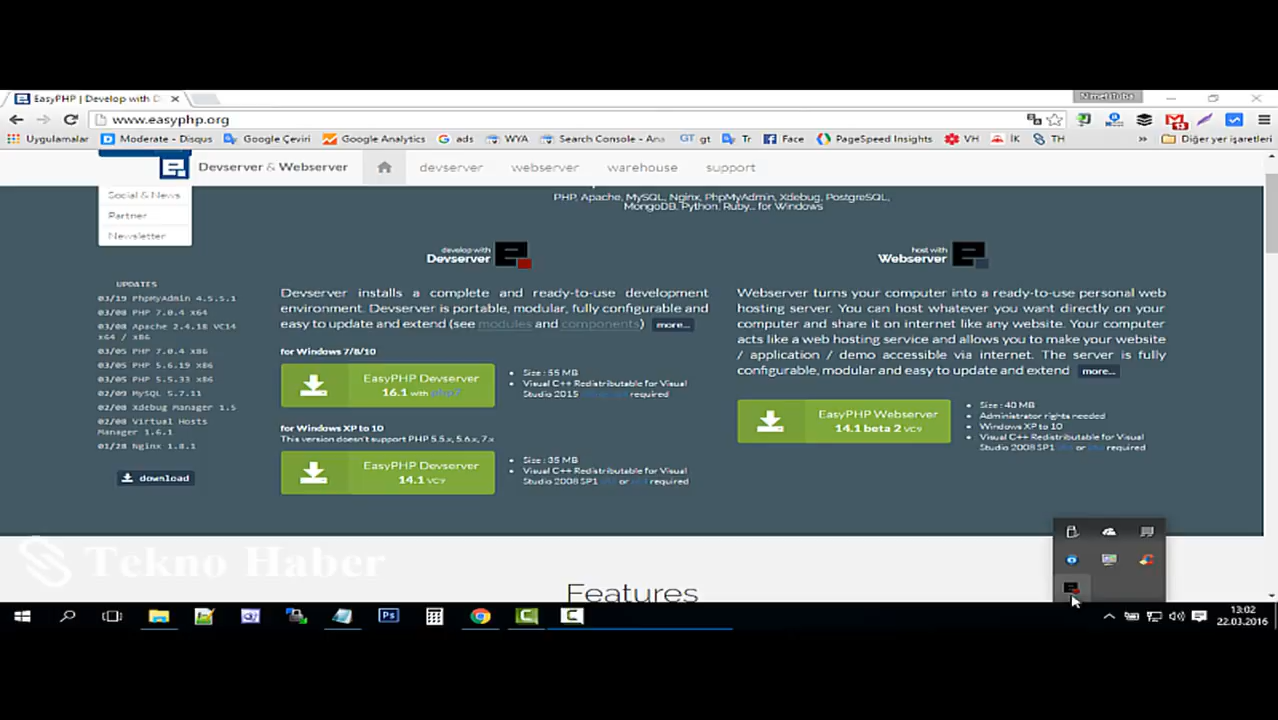 EasyPHP | Develop with D
www.easyphp.org
Uygulamalar
Moderate - Disqus
Google Çeviri
Google Analytics
ads
WYA
Search Console - Ana
GT gt
Tr
Face
PageSpeed Insights
VH
İK
TH
»
Diğer yer işaretleri
Devserver & Webserver
devserver
webserver
warehouse
support
Social & News
Partner
Newsletter
PHP, Apache, MySQL, Nginx, PhpMyAdmin, Xdebug, PostgreSQL,
MongoDB, Python, Ruby... for Windows
develop with
Devserver
host with
Webserver
UPDATES
03/19 PhpMyAdmin 4.5.5.1
03/08 PHP 7.0.4 x64
03/08 Apache 2.4.18 VC14
x64 / x86
03/05 PHP 7.0.4 x86
03/05 PHP 5.6.19 x86
03/05 PHP 5.5.33 x86
02/09 MySQL 5.7.11
02/08 Xdebug Manager 1.5
02/08 Virtual Hosts
Manager 1.6.1
01/28 Nginx 1.8.1
download
Devserver installs a complete and ready-to-use development
environment. Devserver is portable, modular, fully configurable and
easy to update and extend (see modules and components) more...
for Windows 7/8/10
EasyPHP Devserver
16.1 with php7
Size : 55 MB
Visual C++ Redistributable for Visual
Studio 2015 required
for Windows XP to 10
This version doesn't support PHP 5.5.x, 5.6.x, 7.x
EasyPHP Devserver
14.1 VC9
Size : 35 MB
Visual C++ Redistributable for Visual
Studio 2008 SP1 or required
Webserver turns your computer into a ready-to-use personal web
hosting server. You can host whatever you want directly on your
computer and share it on internet like any website. Your computer
acts like a web hosting service and allows you to make your website
/ application / demo accessible via internet. The server is fully
configurable, modular and easy to update and extend more...
EasyPHP Webserver
14.1 beta 2 VC9
Size : 40 MB
Administrator rights needed
Windows XP to 10
Visual C++ Redistributable for Visual
Studio 2008 SP1 or required
Tekno Haber
Features
13:02
22.03.2016